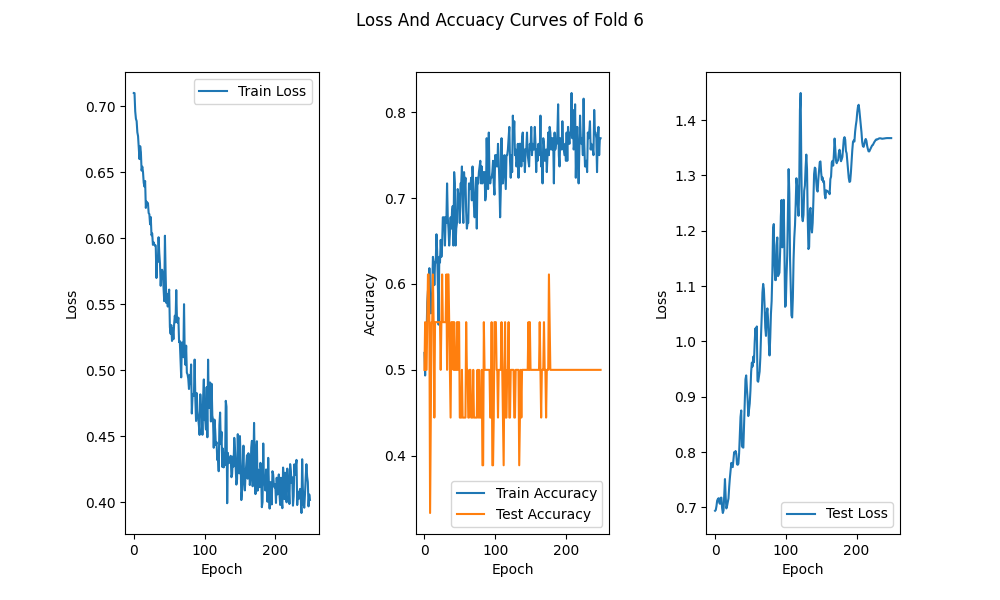 Loss And Accuacy Curves of Fold 6
Train Loss
0.70
0.65
0.60
0.55
0.50
0.45
0.40
Loss
0
100
200
Epoch
0.8
0.7
0.6
0.5
0.4
Accuracy
Train Accuracy
Test Accuracy
0
100
200
Epoch
1.4
1.3
1.2
1.1
1.0
0.9
0.8
0.7
Loss
Test Loss
0
100
200
Epoch